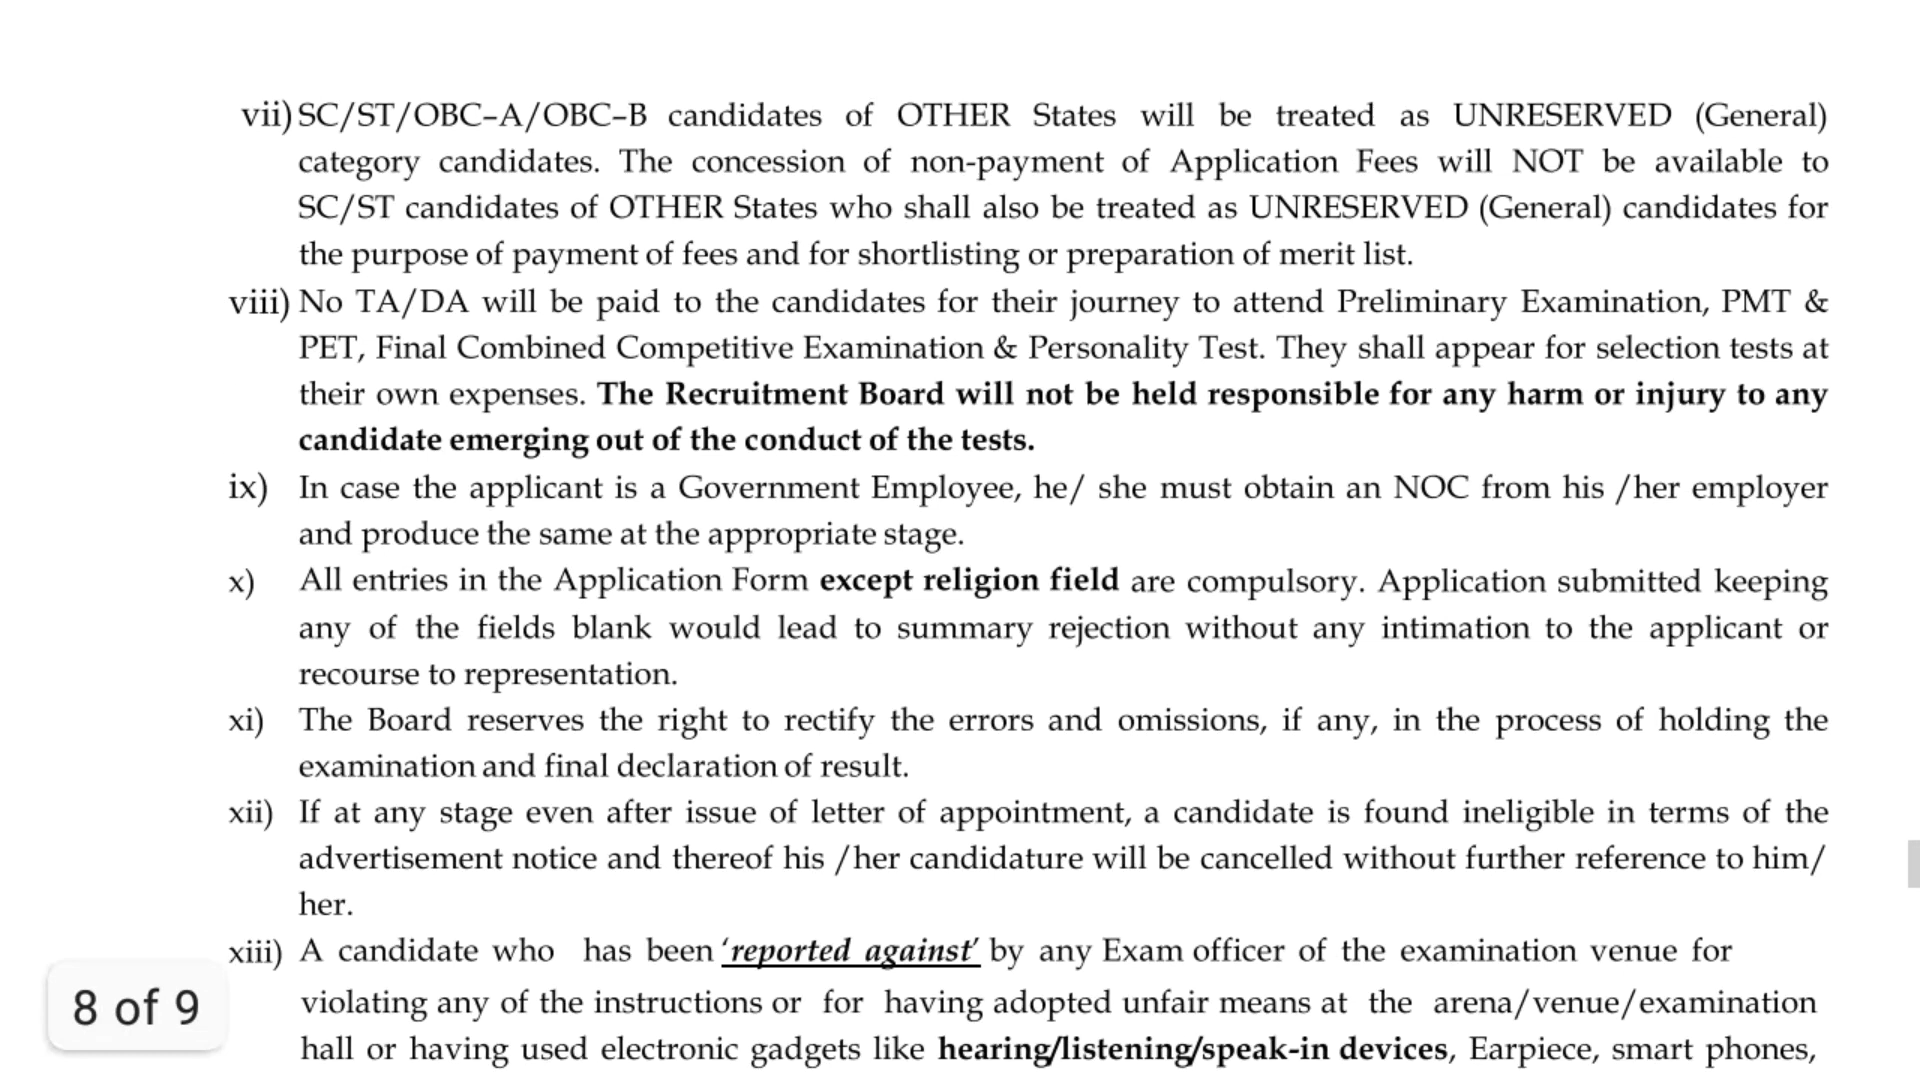 vii) SC/ST/OBC–A/OBC–B candidates of OTHER States will be treated as UNRESERVED (General)
category candidates. The concession of non-payment of Application Fees will NOT be available to
SC/ST candidates of OTHER States who shall also be treated as UNRESERVED (General) candidates for
the purpose of payment of fees and for shortlisting or preparation of merit list.
viii) No TA/DA will be paid to the candidates for their journey to attend Preliminary Examination, PMT &
PET, Final Combined Competitive Examination & Personality Test. They shall appear for selection tests at
their own expenses. The Recruitment Board will not be held responsible for any harm or injury to any
candidate emerging out of the conduct of the tests.
ix) In case the applicant is a Government Employee, he/ she must obtain an NOC from his /her employer
and produce the same at the appropriate stage.
x) All entries in the Application Form except religion field are compulsory. Application submitted keeping
any of the fields blank would lead to summary rejection without any intimation to the applicant or
recourse to representation.
xi) The Board reserves the right to rectify the errors and omissions, if any, in the process of holding the
examination and final declaration of result.
xii) If at any stage even after issue of letter of appointment, a candidate is found ineligible in terms of the
advertisement notice and thereof his /her candidature will be cancelled without further reference to him/
her.
xiii) A candidate who has been ‘reported against’ by any Exam officer of the examination venue for
violating any of the instructions or for having adopted unfair means at the arena/venue/examination
hall or having used electronic gadgets like hearing/listening/speak-in devices, Earpiece, smart phones,
8 of 9